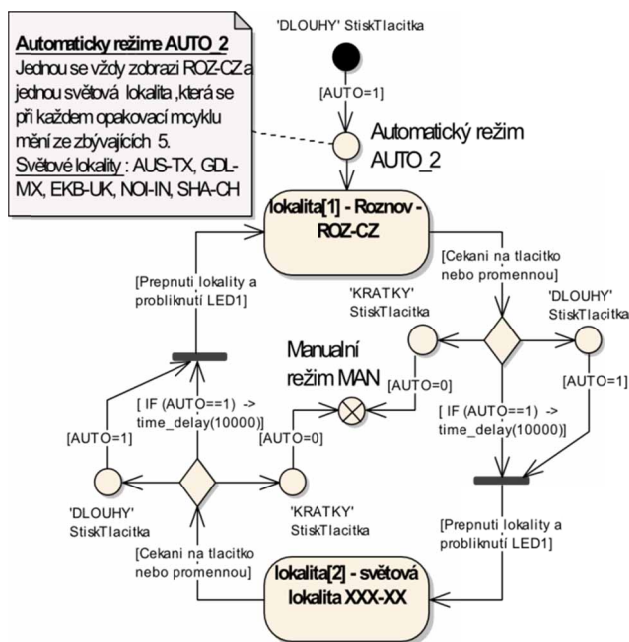 Automaticky režime AUTO_2
Jednou se vždy zobrazi ROZ-CZ a
jednou světová lokalita ,která se
při každem opakovací mcyklu
mění ze zbývajících 5.
Světové lokality : AUS-TX, GDL-
MX, EKB-UK, NOI-IN, SHA-CH
'DLOUHY' StiskTlacitka
[AUTO=1]
Automatický režim
AUTO_2
lokalita[1] - Roznov -
ROZ-CZ
[Cekani na tlacitko
nebo promennou]
'KRATKY'
StiskTlacitka
'DLOUHY'
StiskTlacitka
[AUTO=0]
[AUTO=1]
[ IF (AUTO==1) ->
time_delay(10000)]
[Prepnuti lokality a
probliknutí LED1]
Manualní
režim MAN
[Prepnuti lokality a
probliknutí LED1]
[ IF (AUTO==1) ->
time_delay(10000)]
[AUTO=1]
[AUTO=0]
'DLOUHY'
StiskTlacitka
'KRATKY'
StiskTlacitka
[Cekani na tlacitko
nebo promennou]
lokalita[2] - světová
lokalita XXX-XX